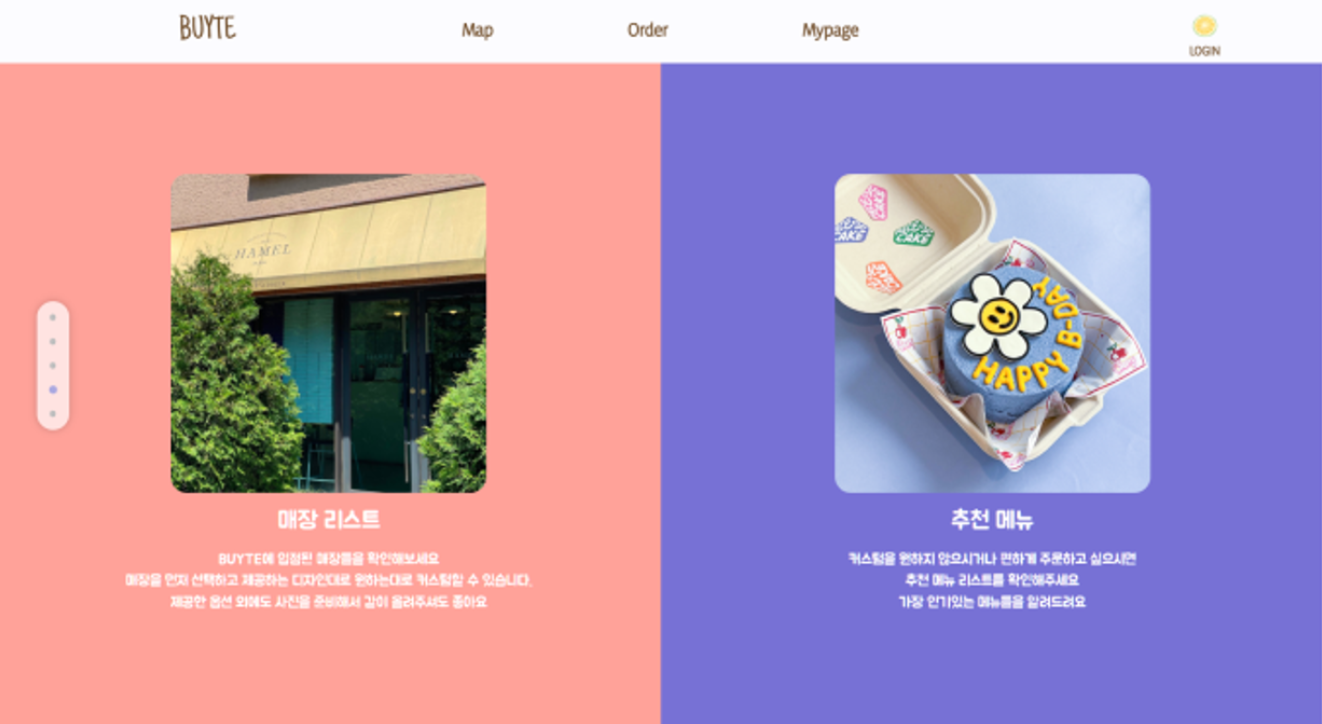 BUYTE
Map
Order
Mypage
LOGIN
HAMEL
CAKE
CAKE
HAPPY B-DAY
매장 리스트
BUYTE에 입점된 매장들을 확인해보세요
매장을 먼저 선택하고 제공하는 디자인대로 원하는대로 커스텀할 수 있습니다.
제공한 옵션 외에도 사진을 준비해서 같이 올려주셔도 좋아요
추천 메뉴
커스텀을 원하지 않으시거나 편하게 주문하고 싶으시면
추천 메뉴 리스트를 확인해주세요
가장 인기있는 메뉴들을 알려드려요